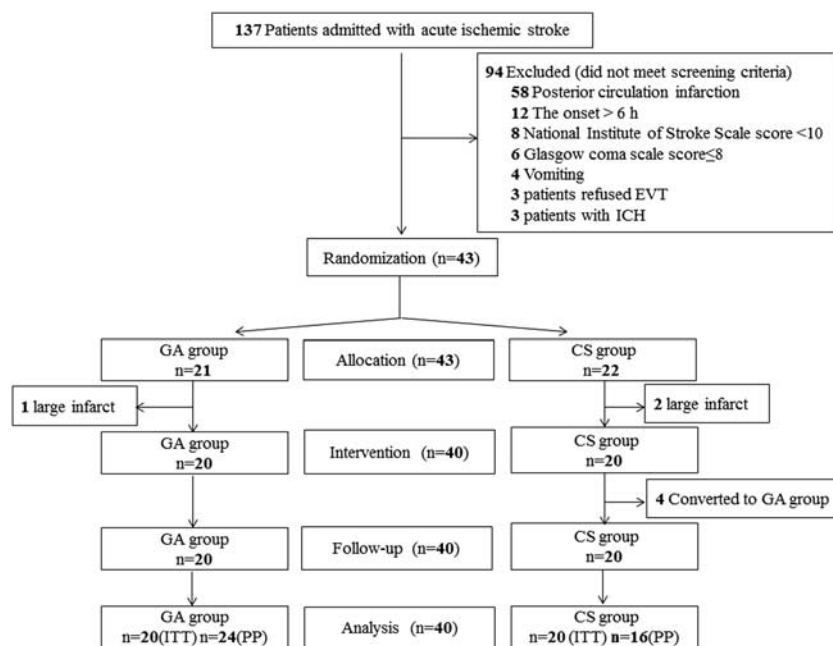 137 Patients admitted with acute ischemic stroke
94 Excluded (did not meet screening criteria)
58 Posterior circulation infarction
12 The onset > 6 h
8 National Institute of Stroke Scale score <10
6 Glasgow coma scale score≤8
4 Vomiting
3 patients refused EVT
3 patients with ICH
Randomization (n=43)
GA group
n=21
Allocation (n=43)
CS group
n=22
1 large infarct
2 large infarct
GA group
n=20
Intervention (n=40)
CS group
n=20
4 Converted to GA group
GA group
n=20
Follow-up (n=40)
CS group
n=20
GA group
n=20(ITT) n=24(PP)
Analysis (n=40)
CS group
n=20 (ITT) n=16(PP)